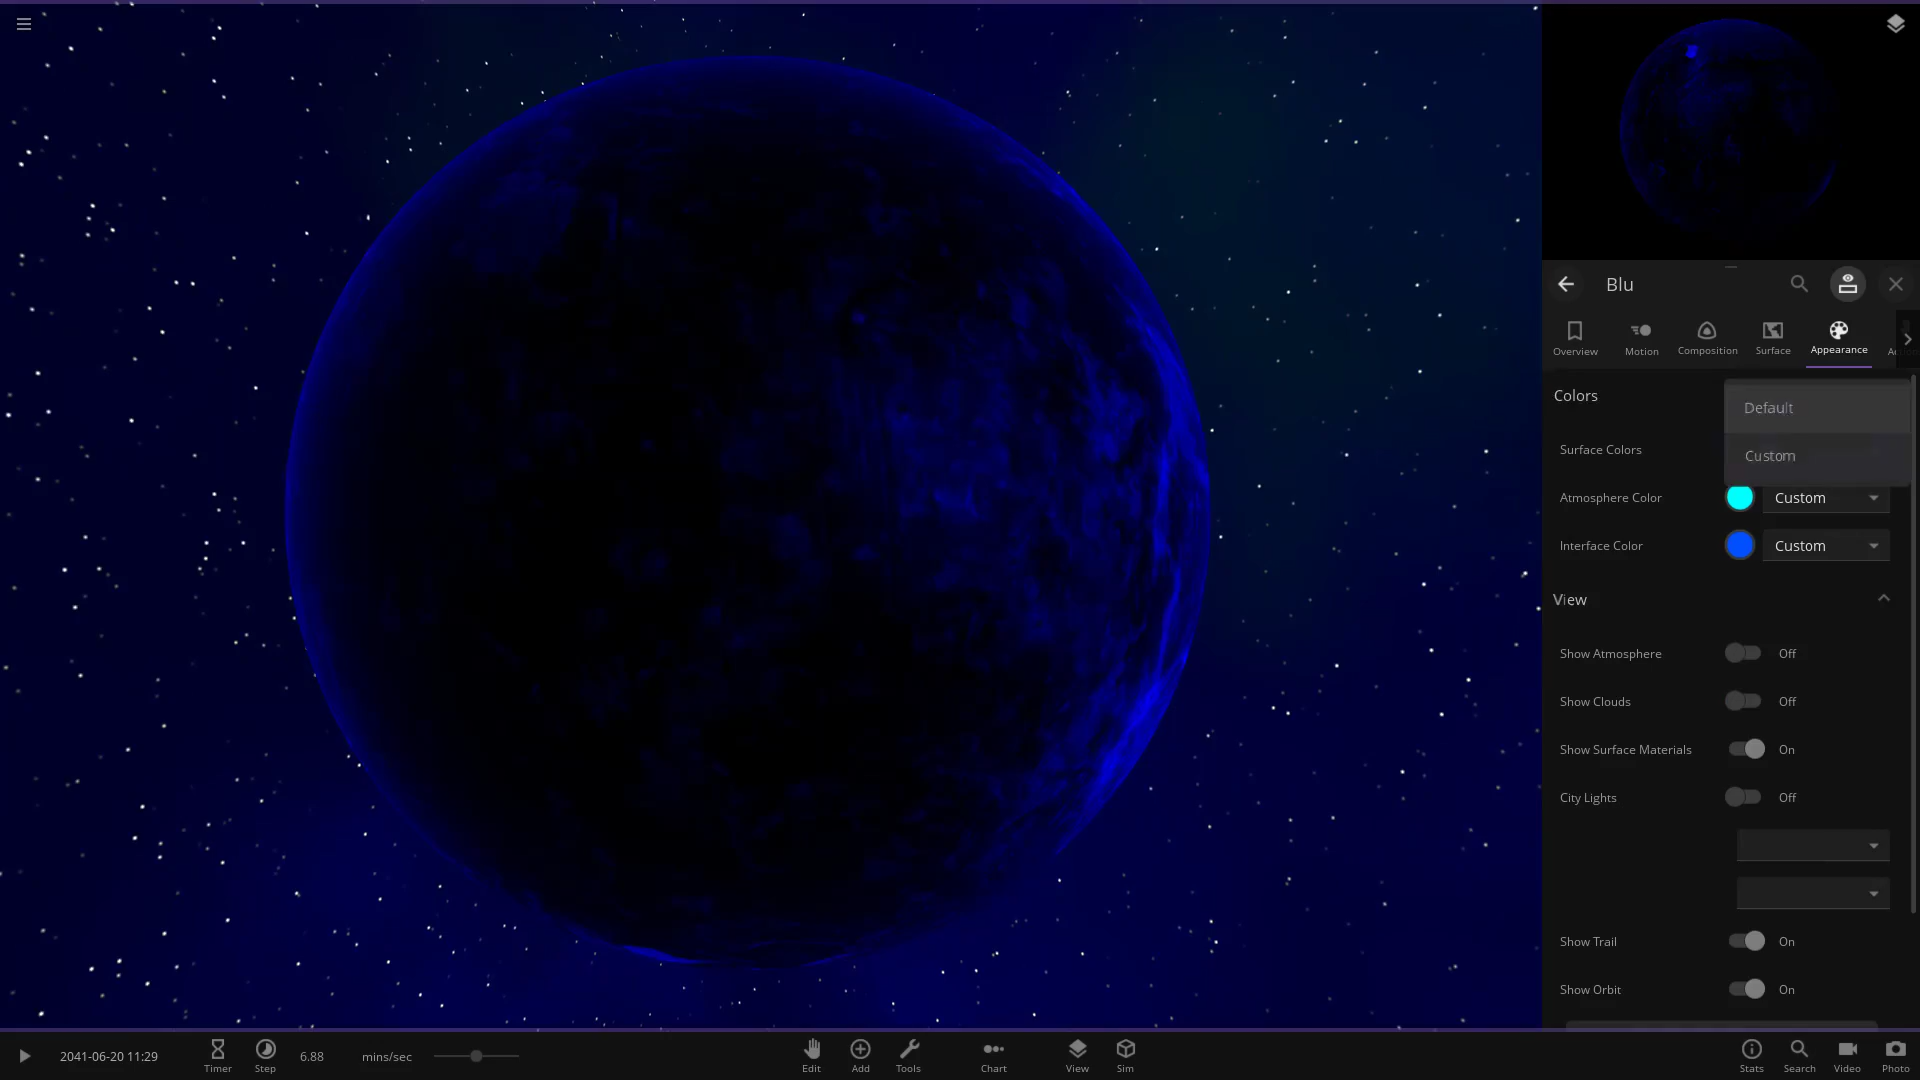 Blu
Overview
Motion
Composition
Surface
Appearance
Colors
Default
Surface Colors
Custom
Atmosphere Color
Custom
Interface Color
Custom
View
Show Atmosphere
Off
Show Clouds
Off
Show Surface Materials
On
City Lights
Off
Show Trail
On
Show Orbit
On
2041-06-20 11:29
Timer
Step
6.88
mins/sec
Edit
Add
Tools
Chart
View
Sim
Stats
Search
Video
Photo